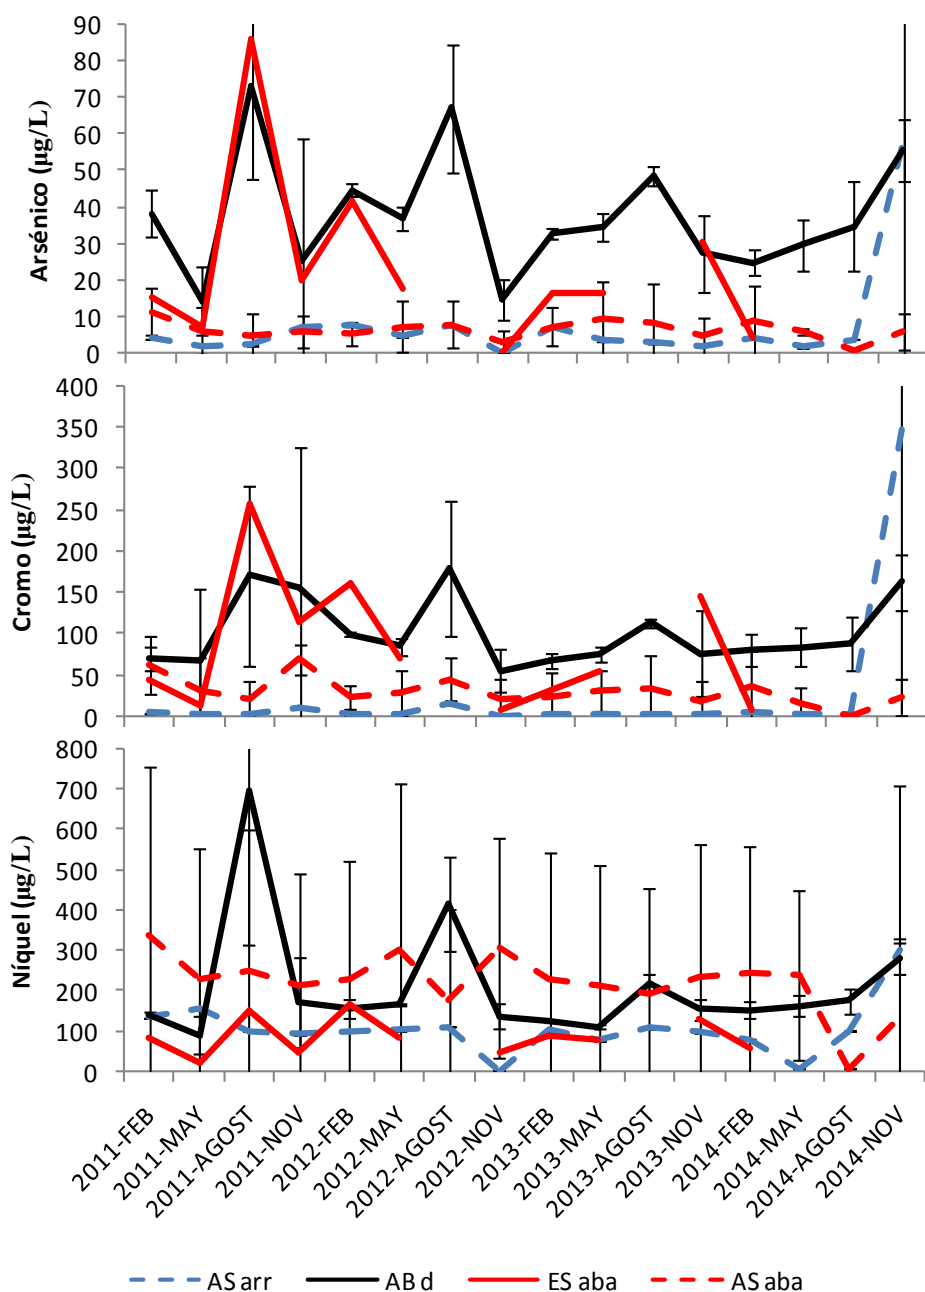 90
80
70
60
50
40
30
20
10
0
Arsénico (µg/L)
400
350
300
250
200
150
100
50
0
Cromo (µg/L)
800
700
600
500
400
300
200
100
0
Níquel (µg/L)
2011-FEB
2011-MAY
2011-AGOST
2011-NOV
2012-FEB
2012-MAY
2012-AGOST
2012-NOV
2013-FEB
2013-MAY
2013-AGOST
2013-NOV
2014-FEB
2014-MAY
2014-AGOST
2014-NOV
AS arr AB d ES aba AS aba